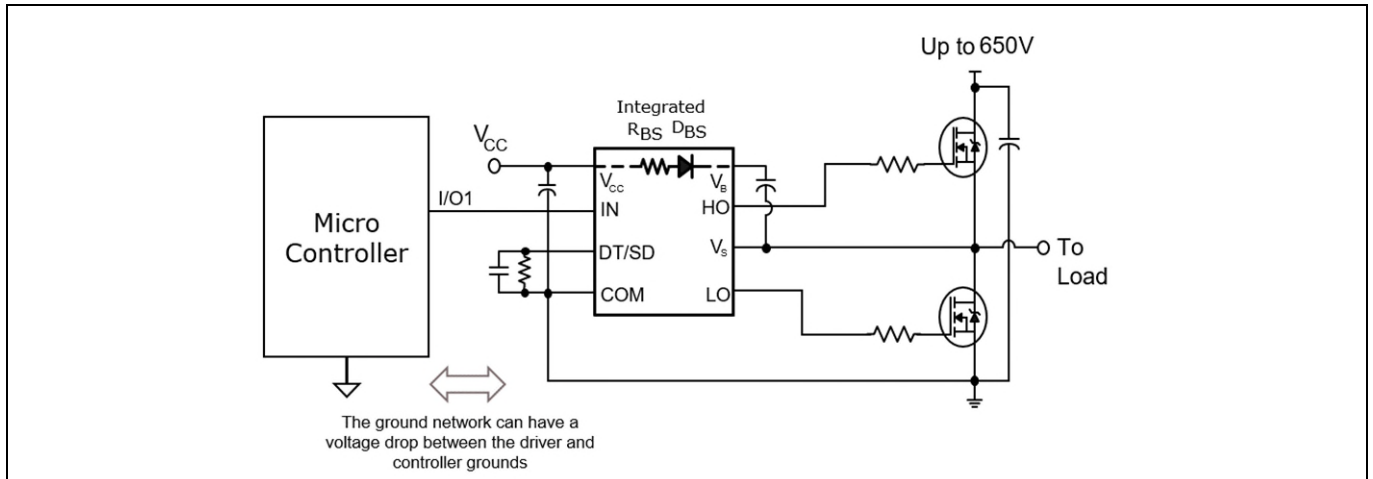 Up to 650V
Integrated
RBS DBS
VCC
I/O1
Micro
Controller
VCC
VB
IN
HO
DT/SD
VS
COM
LO
To
Load
The ground network can have a
voltage drop between the driver and
controller grounds